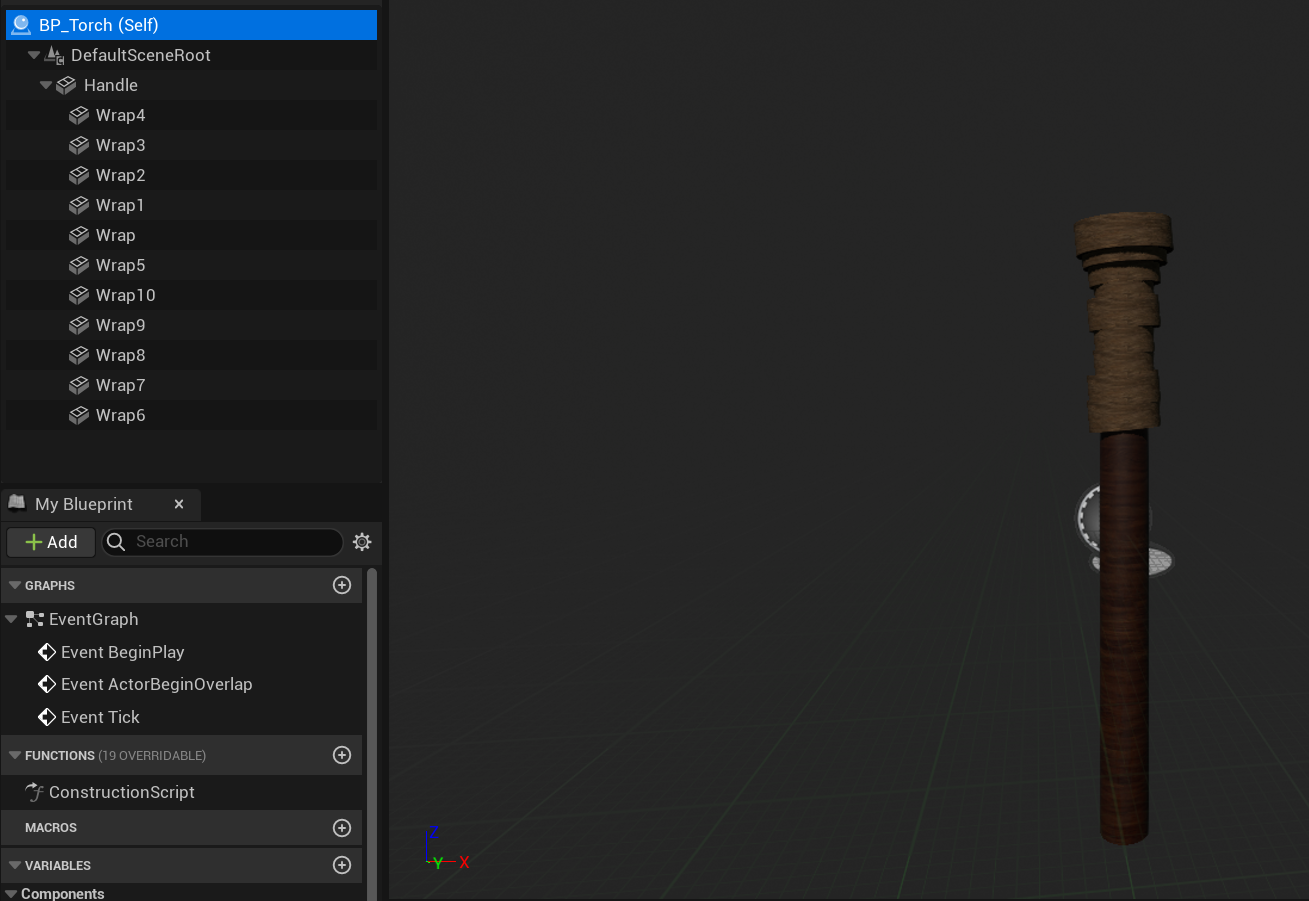 BP_Torch (Self)
DefaultSceneRoot
Handle
Wrap4
Wrap3
Wrap2
Wrap1
Wrap
Wrap5
Wrap10
Wrap9
Wrap8
Wrap7
Wrap6
My Blueprint
Add
Search
GRAPHS
EventGraph
Event BeginPlay
Event ActorBeginOverlap
Event Tick
FUNCTIONS (19 OVERRIDABLE)
ConstructionScript
MACROS
VARIABLES
Components
Z
Y X